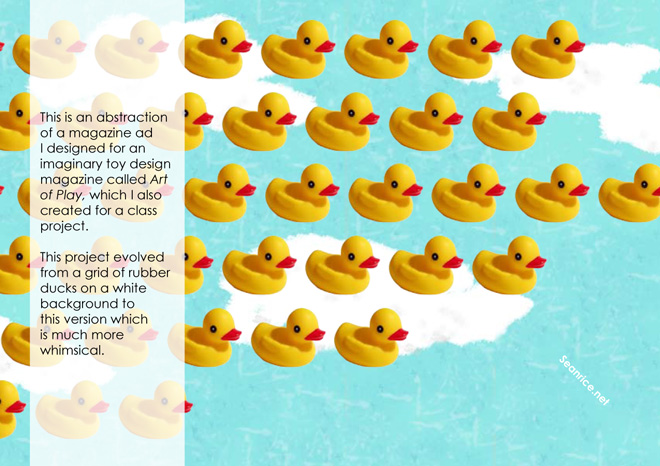 This is an abstraction
of a magazine ad
I designed for an
imaginary toy design
magazine called Art
of Play, which I also
created for a class
project.
This project evolved
from a grid of rubber
ducks on a white
background to
this version which
is much more
whimsical.
Seanrice.net